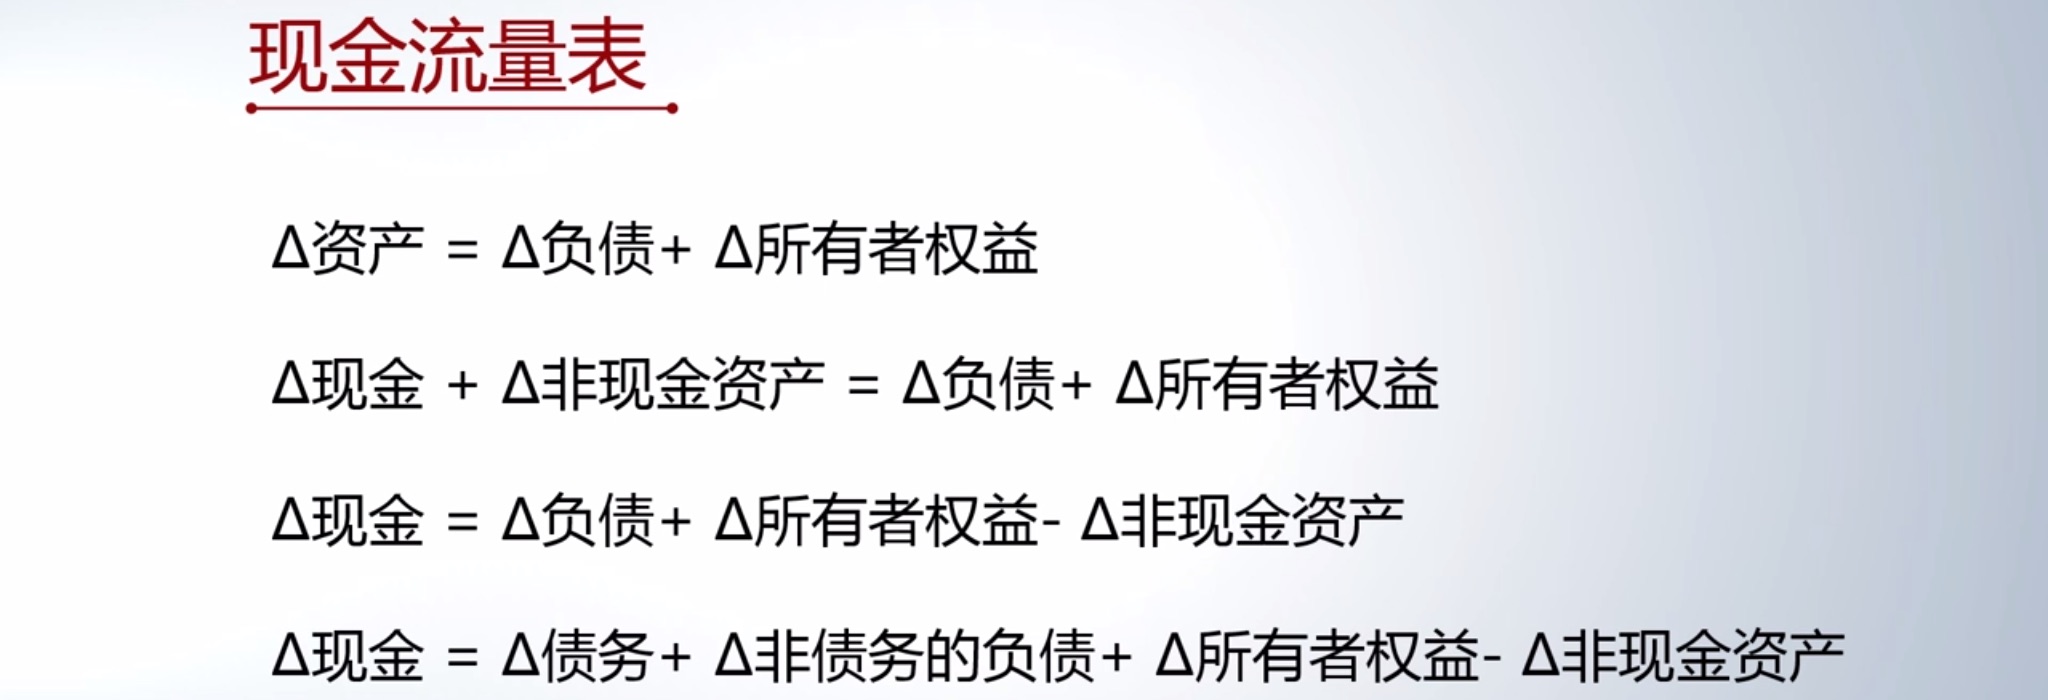 现金流量表
Δ资产 = Δ负债+ Δ所有者权益
Δ现金 + Δ非现金资产 = Δ负债+ Δ所有者权益
Δ现金 = Δ负债+ Δ所有者权益- Δ非现金资产
Δ现金 = Δ债务+ Δ非债务的负债+ Δ所有者权益- Δ非现金资产